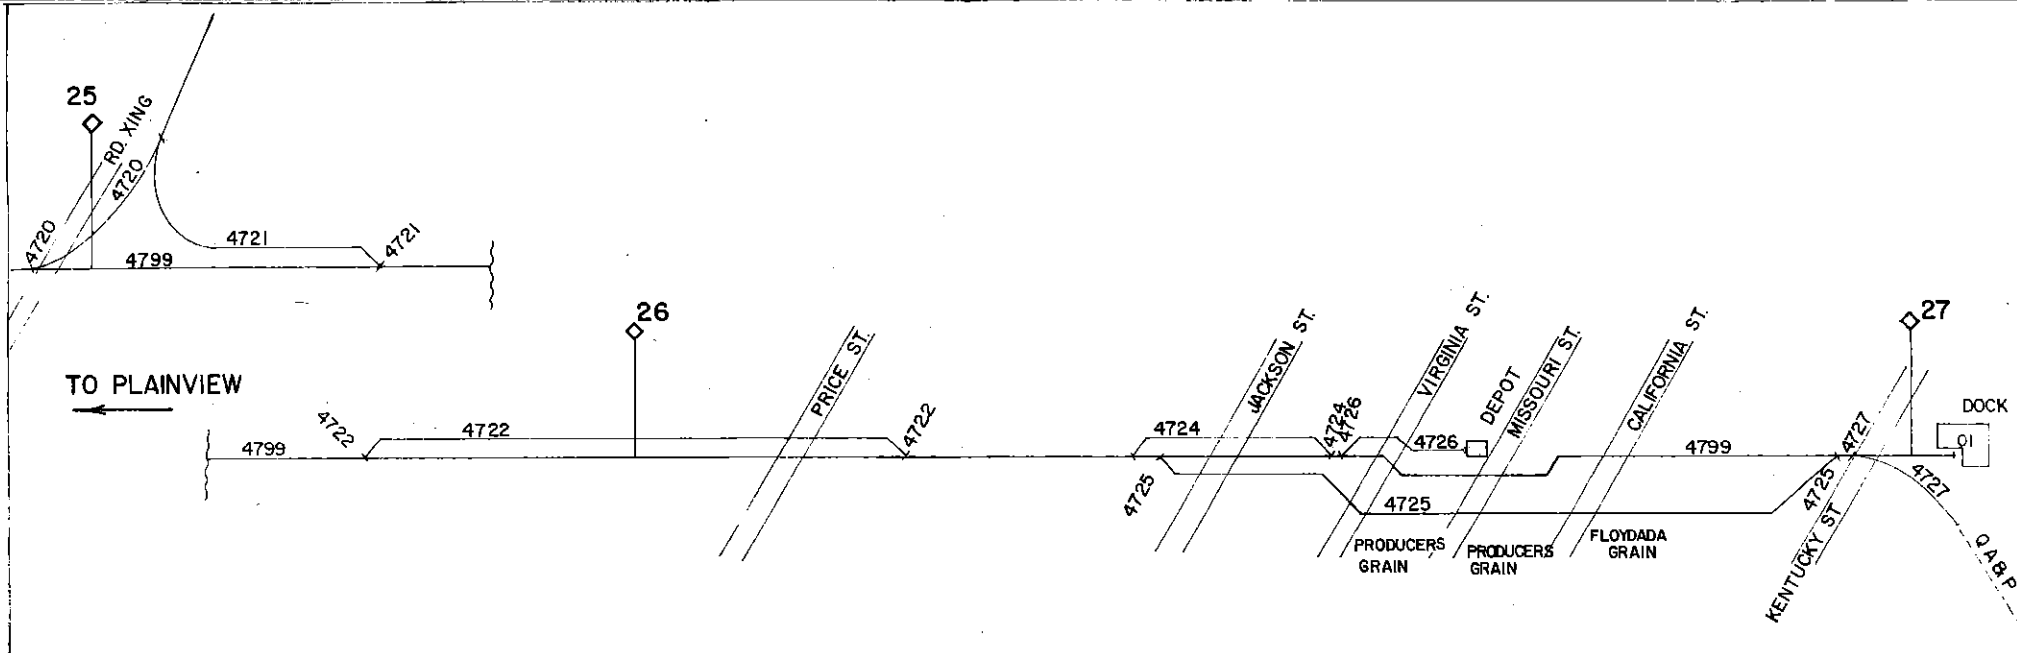 25
RD. XING
4720
4720
4721
4721
4799
TO PLAINVIEW
26
27
PRICE ST.
JACKSON ST.
VIRGINIA ST.
DEPOT
MISSOURI ST.
CALIFORNIA ST.
DOCK
01
4799
4722
4722
4722
4724
4724
4726
4726
4799
4727
4725
4725
4725
4727
KENTUCKY ST
PRODUCERS
GRAIN
PRODUCERS
GRAIN
FLOYDADA
GRAIN
Q A & P